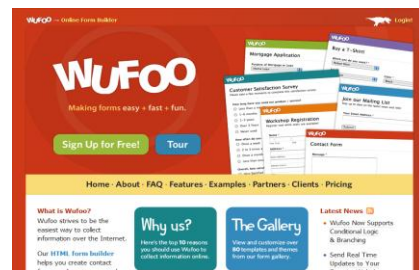 WUFOO — Online Form Builder
Login!
WUFOO
Making forms easy + fast + fun.
Sign Up for Free!
Tour
WUFOO
Mortgage Application
WUFOO
Buy a T-Shirt
WUFOO
Customer Satisfaction Survey
WUFOO
Workshop Registration
Join our Mailing List
WUFOO
Contact Form
Home · About · FAQ · Features · Examples · Partners · Clients · Pricing
What is Wufoo?
Wufoo strives to be the
easiest way to collect
information over the Internet.
Our HTML form builder
helps you create contact
Why us?
Here's the top 10 reasons
you should use Wufoo to
collect information online.
The Gallery
View and customize over
80 templates and themes
from our form gallery.
Latest News
Wufoo Now Supports
Conditional Logic
& Branching
Send Real Time
Updates to Your